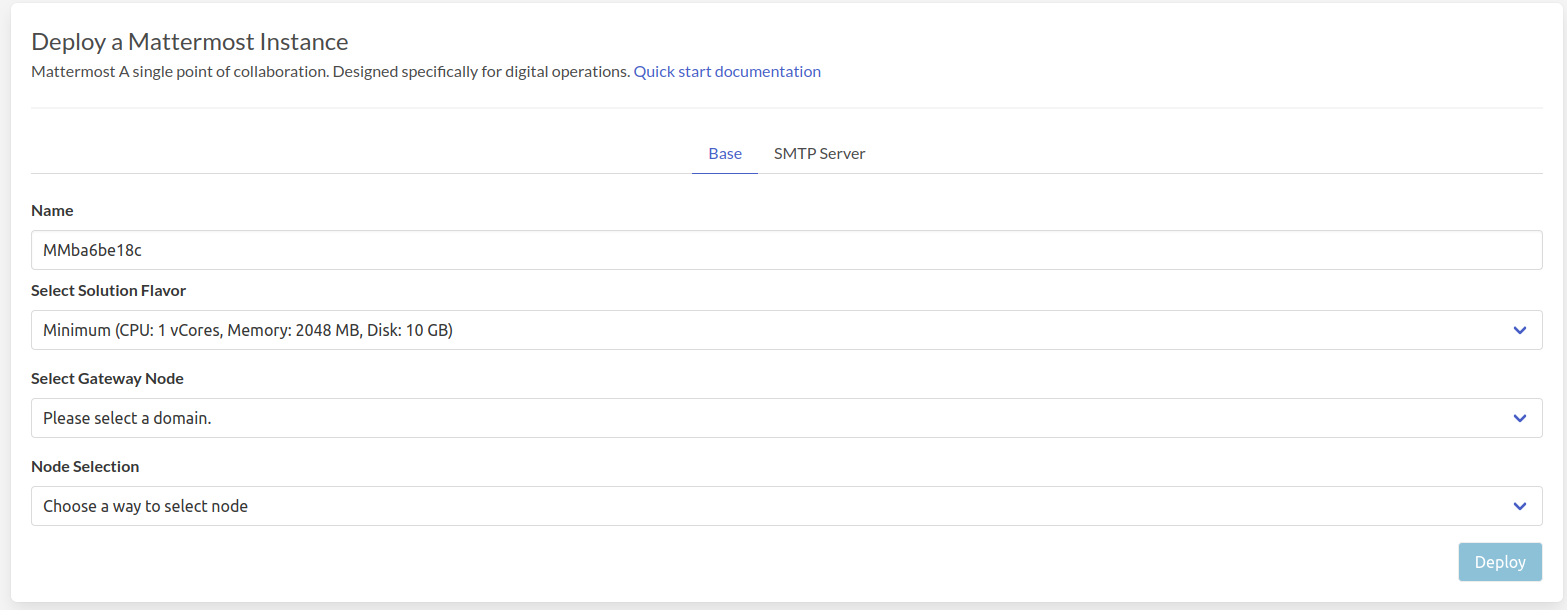 Deploy a Mattermost Instance
Mattermost A single point of collaboration. Designed specifically for digital operations. Quick start documentation
Base SMTP Server
Name
MMba6be18c
Select Solution Flavor
Minimum (CPU: 1 vCores, Memory: 2048 MB, Disk: 10 GB)
Select Gateway Node
Please select a domain.
Node Selection
Choose a way to select node
Deploy